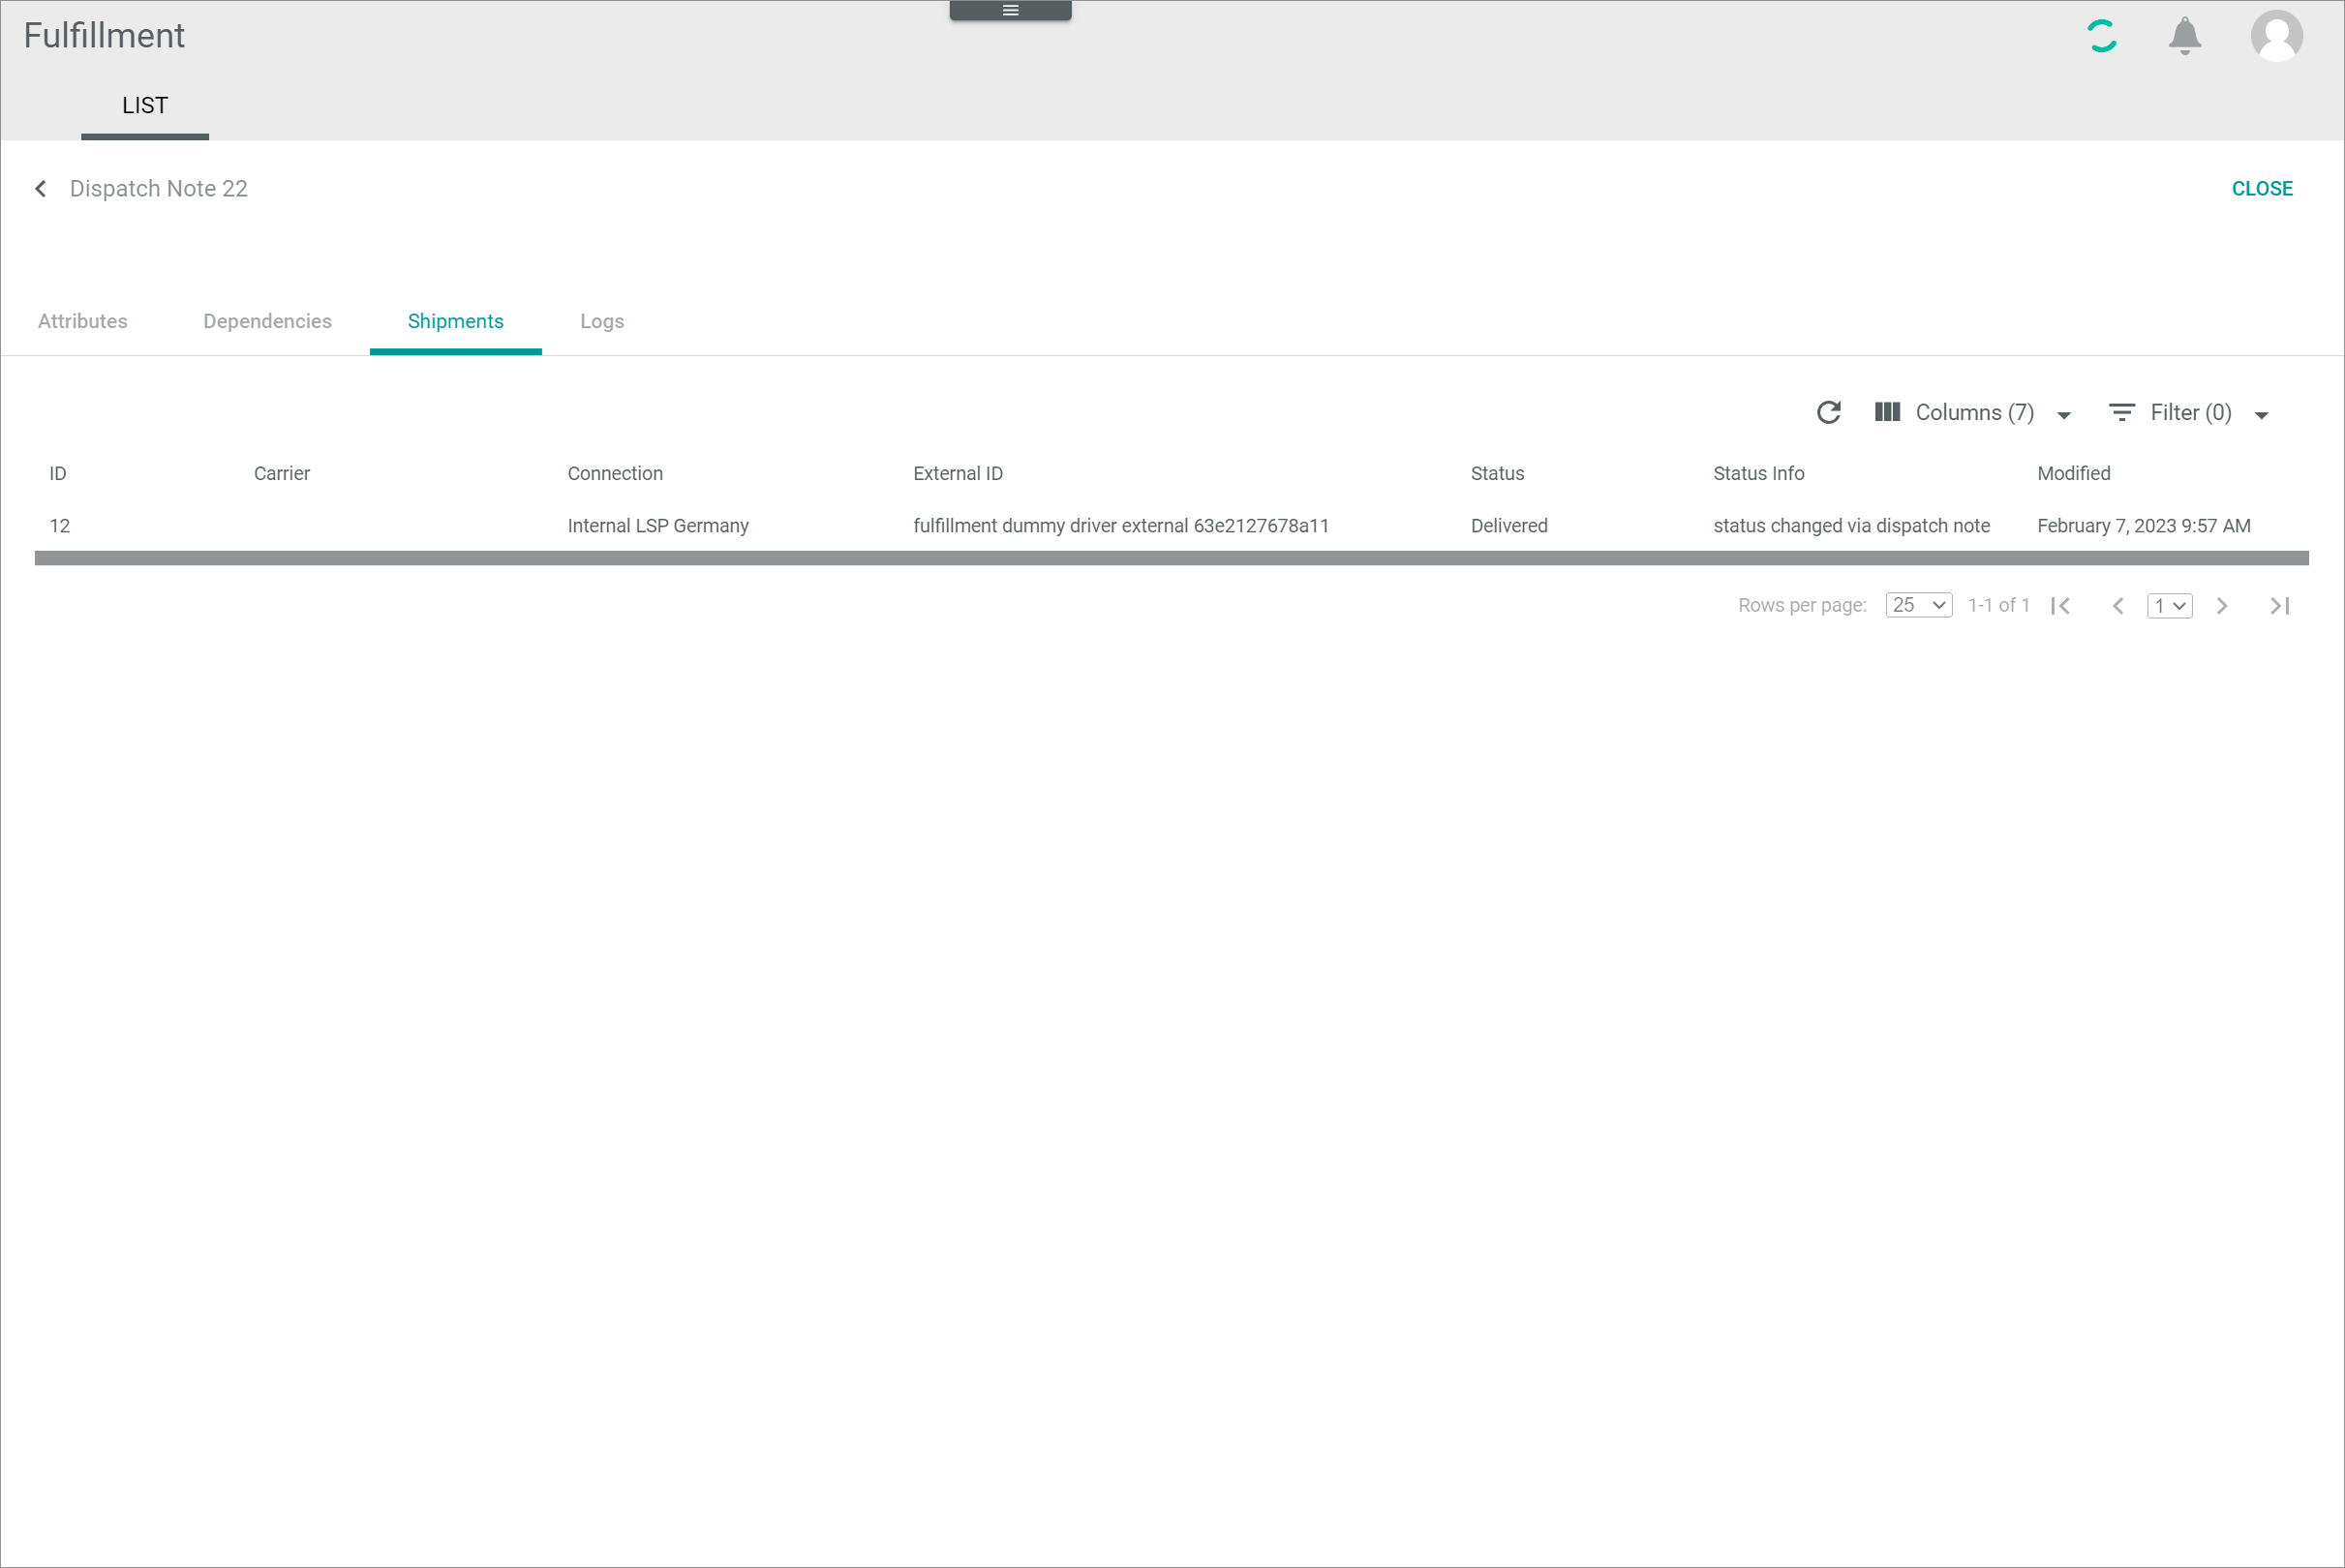 Fulfillment
LIST
Dispatch Note 22
CLOSE
Attributes Dependencies Shipments Logs
Columns (7) Filter (0)
ID Carrier Connection External ID Status Status Info Modified
12 Internal LSP Germany fulfillment dummy driver external 63e2127678a11 Delivered status changed via dispatch note February 7, 2023 9:57 AM
Rows per page: 25 1-1 of 1 1